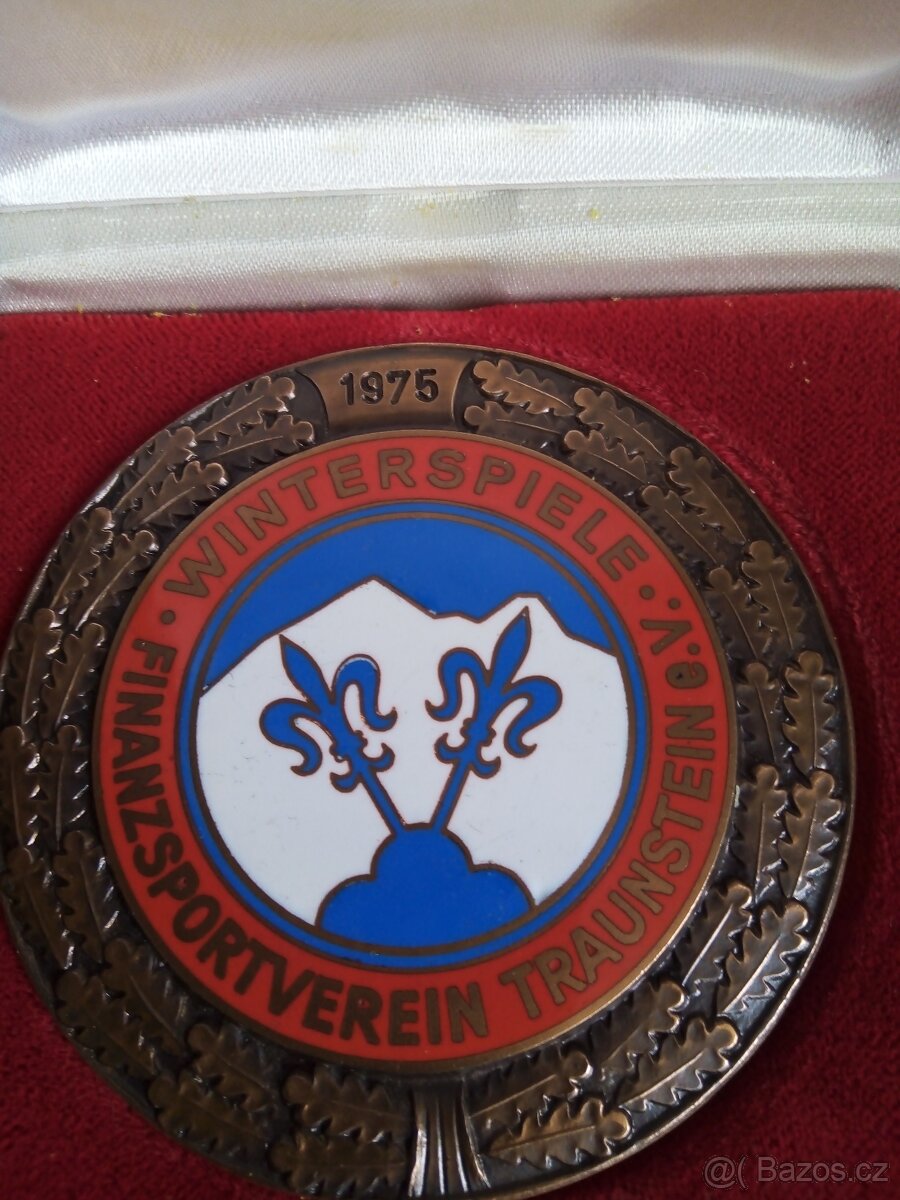 1975
· WINTERSPIELE ·
FINANZSPORTVEREIN TRAUNSTEIN e.V.
@( Bazos.cz